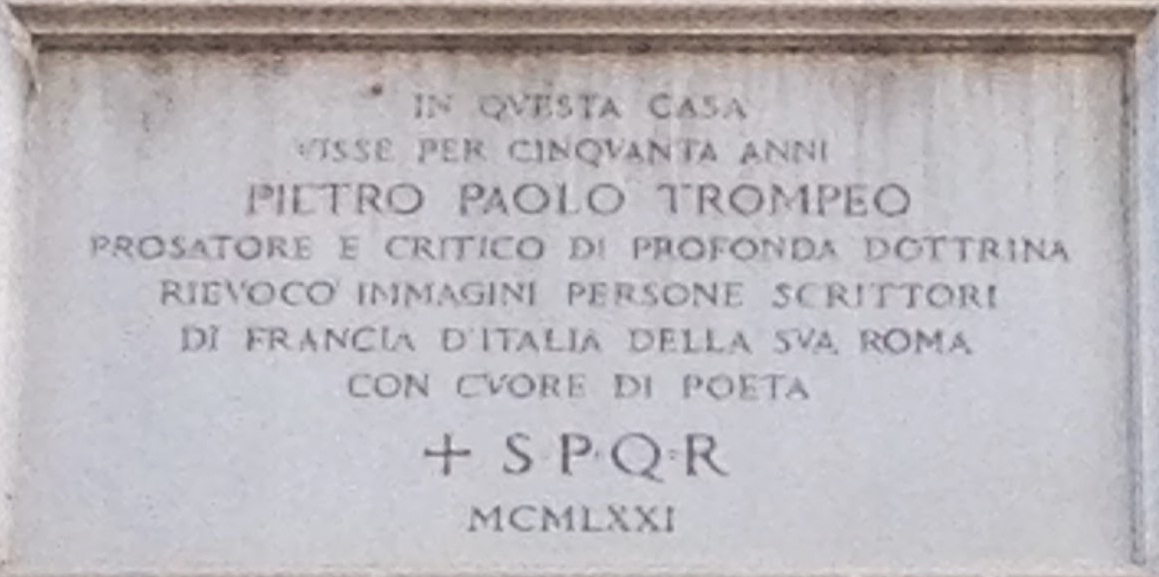 IN QVESTA CASA
VISSE PER CINQVANTA ANNI
PIETRO PAOLO TROMPEO
PROSATORE E CRITICO DI PROFONDA DOTTRINA
RIEVOCO' IMMAGINI PERSONE SCRITTORI
DI FRANCIA D'ITALIA DELLA SVA ROMA
CON CVORE DI POETA
+ S·P·Q·R
MCMLXXI